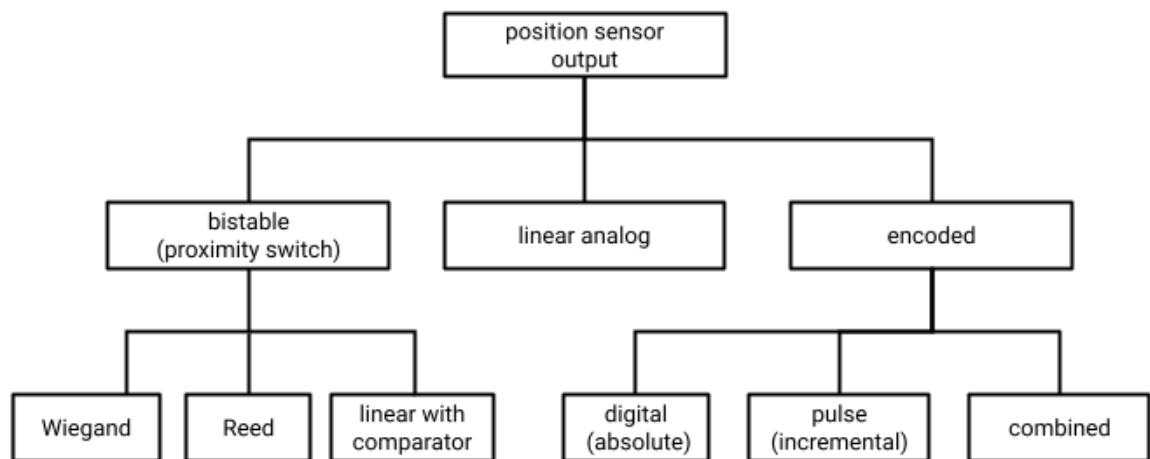 position sensor
output
bistable
(proximity switch)
linear analog
encoded
Wiegand
Reed
linear with
comparator
digital
(absolute)
pulse
(incremental)
combined